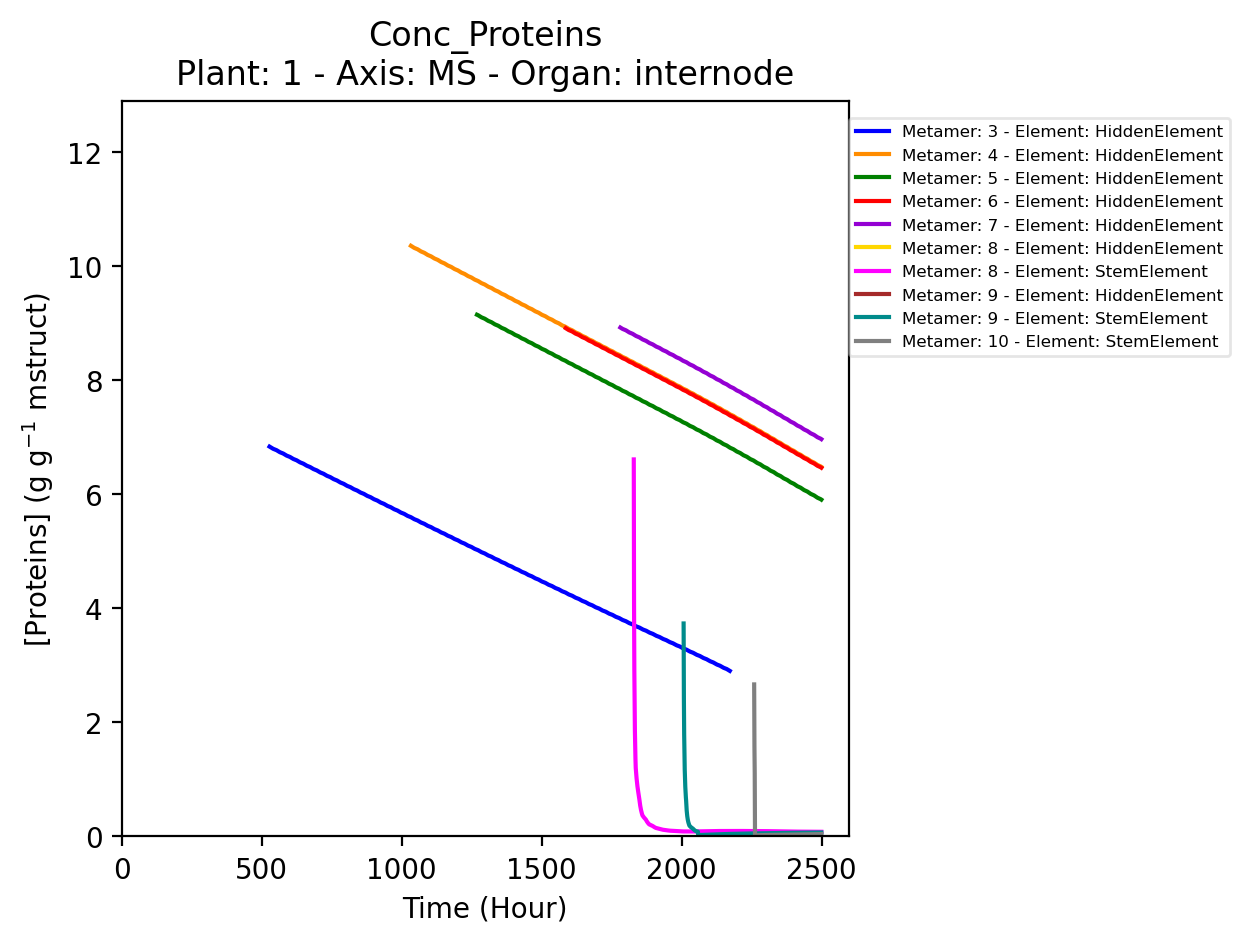 Conc_Proteins
Plant: 1 - Axis: MS - Organ: internode
[Proteins] (g g⁻¹ mstruct)
12
10
8
6
4
2
0
0 500 1000 1500 2000 2500
Time (Hour)
Metamer: 3 - Element: HiddenElement
Metamer: 4 - Element: HiddenElement
Metamer: 5 - Element: HiddenElement
Metamer: 6 - Element: HiddenElement
Metamer: 7 - Element: HiddenElement
Metamer: 8 - Element: HiddenElement
Metamer: 8 - Element: StemElement
Metamer: 9 - Element: HiddenElement
Metamer: 9 - Element: StemElement
Metamer: 10 - Element: StemElement